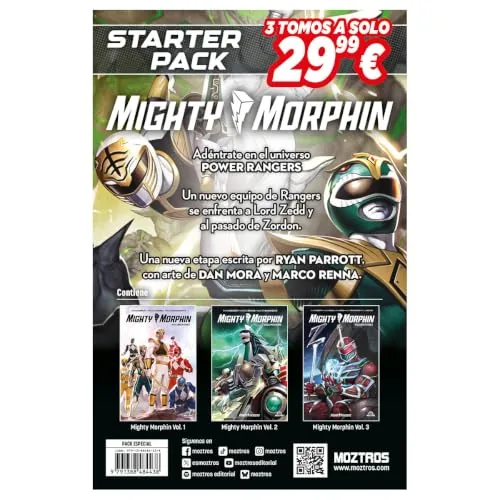 STARTER
PACK
3 TOMOS A SOLO
29,99 €
MIGHTY MORPHIN
Adéntrate en el universo
POWER RANGERS
Un nuevo equipo de Rangers
se enfrenta a Lord Zedd y
al pasado de Zordon.
Una nueva etapa escrita por RYAN PARROTT.
con arte de DAN MORA y MARCO RENNA.
Contiene
MIGHTY MORPHIN
MIGHTY MORPHIN
MIGHTY MORPHIN
Mighty Morphin Vol. 1
Mighty Morphin Vol. 2
Mighty Morphin Vol. 3
PACK ESPECIAL
9 791388 484438
Síguenos en
moztros
moztros
moztros
esmoztros
moztroseditorial
moztros editorial
moztros
MOZTROS
www.moztros.com